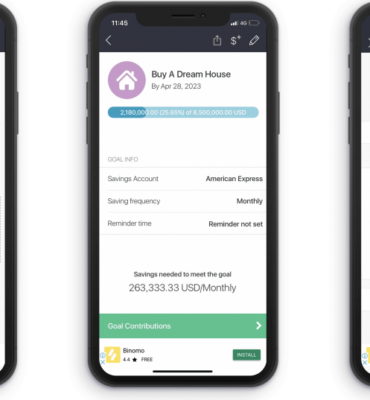 11:45
4G
Buy A Dream House
By Apr 28, 2023
2,180,000.00 (25.65%) of 8,500,000.00 USD
GOAL INFO
Savings Account American Express
Saving frequency Monthly
Reminder time Reminder not set
Savings needed to meet the goal
263,333.33 USD/Monthly
Goal Contributions
Binomo
4.4 ★ FREE
INSTALL